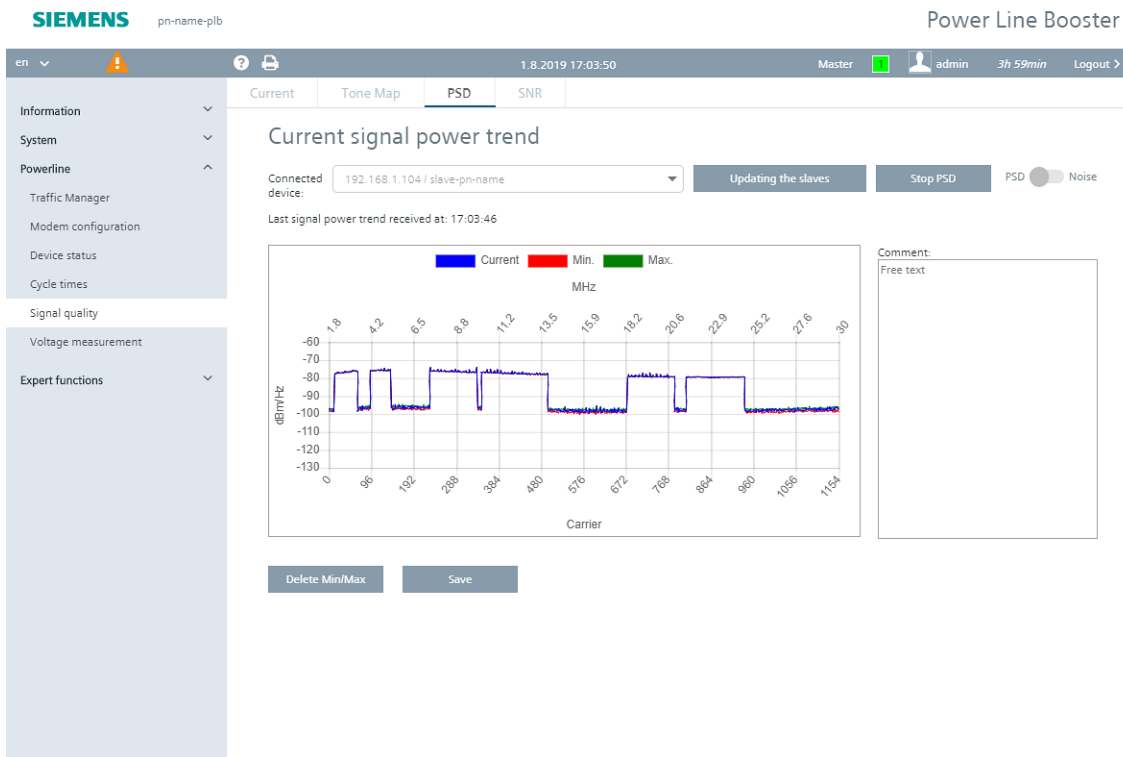 SIEMENS pn-name-plb Power Line Booster
en 1.8.2019 17:03:50 Master 1 admin 3h 59min Logout
Current Tone Map PSD SNR
Information
System
Powerline
Traffic Manager
Modem configuration
Device status
Cycle times
Signal quality
Voltage measurement
Expert functions
Current signal power trend
Connected
device:
192.168.1.104 / slave-pn-name
Updating the slaves
Stop PSD
PSD
Noise
Last signal power trend received at: 17:03:46
Current Min. Max.
MHz
1.8 4.2 6.5 8.8 11.2 13.5 15.9 18.2 20.6 22.9 25.2 27.6 30
-60
-70
-80
-90
-100
-110
-120
-130
dBm/Hz
0 96 192 288 384 480 576 672 768 864 960 1056 1154
Carrier
Comment:
Free text
Delete Min/Max
Save